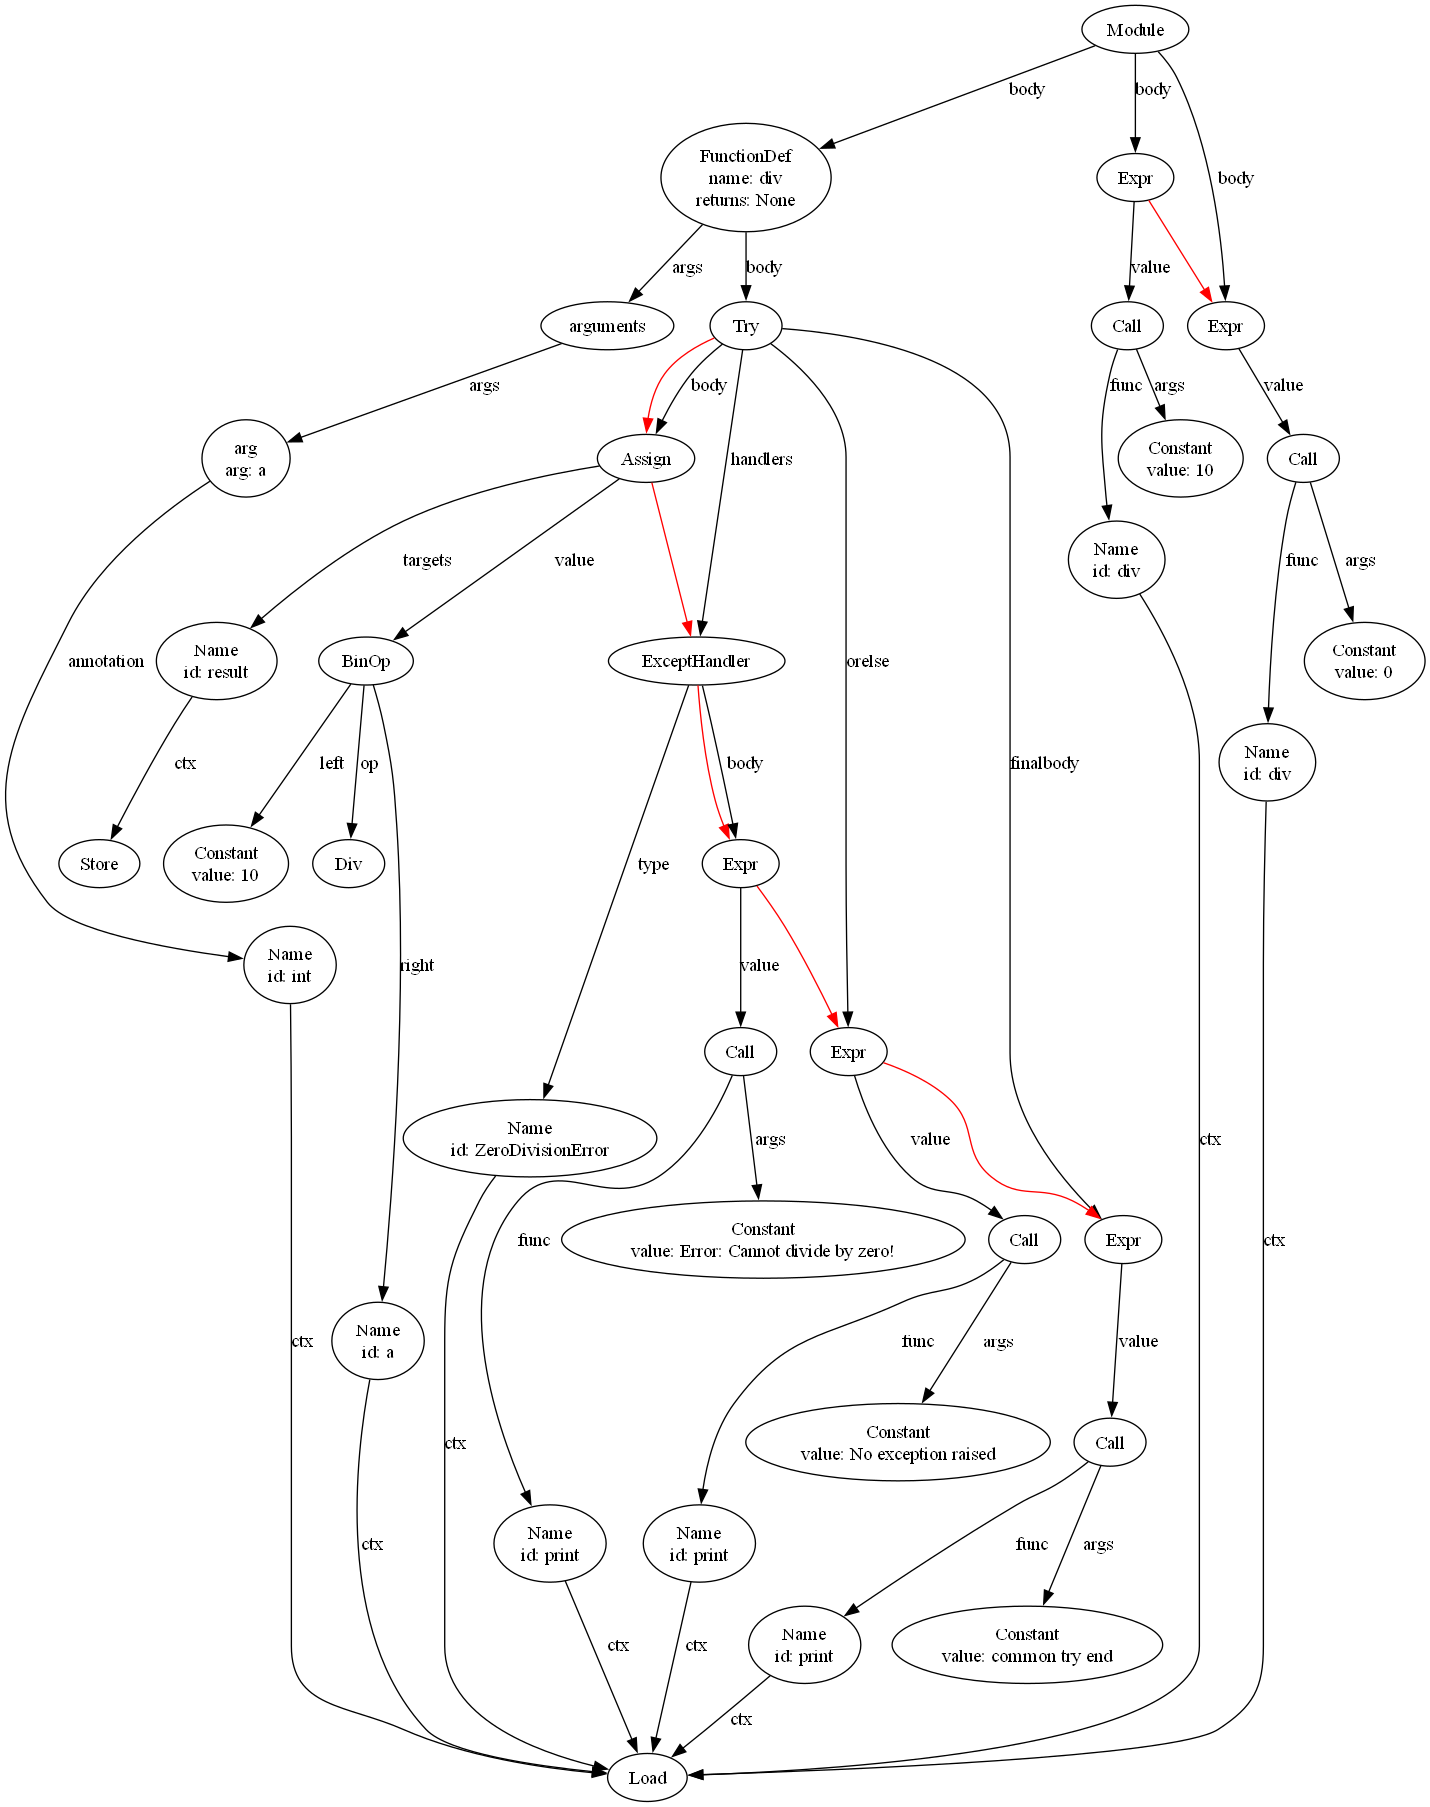 Module
body
body
body
FunctionDef
name: div
returns: None
Expr
args
body
value
arguments
Try
Call
Expr
args
body
func
args
value
arg
arg: a
Assign
handlers
Constant
value: 10
Call
targets
value
Name
id: div
func
args
annotation
Name
id: result
BinOp
ExceptHandler
orelse
Constant
value: 0
ctx
left
op
body
finalbody
Name
id: div
Store
Constant
value: 10
Div
type
Expr
Name
id: int
right
value
Call
Expr
Name
id: ZeroDivisionError
args
value
ctx
func
Constant
value: Error: Cannot divide by zero!
Call
Expr
ctx
ctx
Name
id: a
func
args
value
ctx
Constant
value: No exception raised
Call
ctx
Name
id: print
Name
id: print
func
args
ctx
ctx
Name
id: print
Constant
value: common try end
ctx
Load